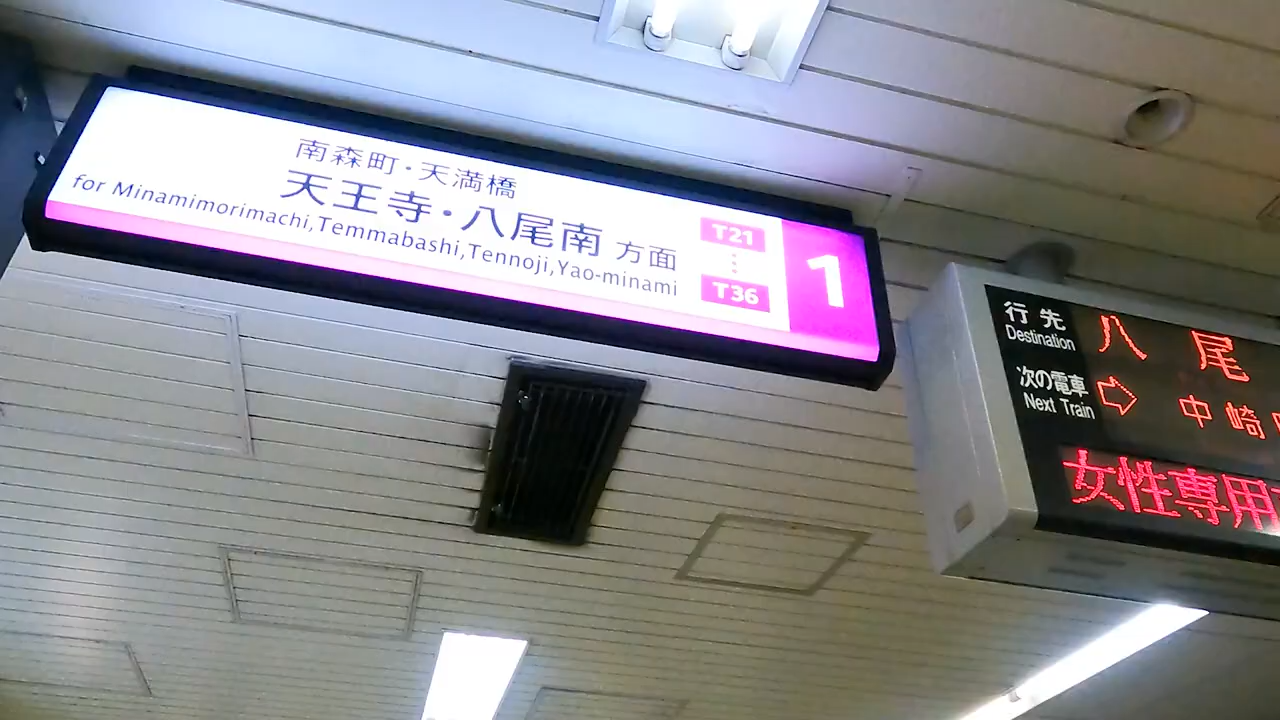 南森町・天満橋
天王寺・八尾南 方面
for Minamimorimachi,Temmabashi,Tennoji,Yao-minami
T21
T36
1
行先
Destination
八尾
次の電車
Next Train
中崎
女性専用